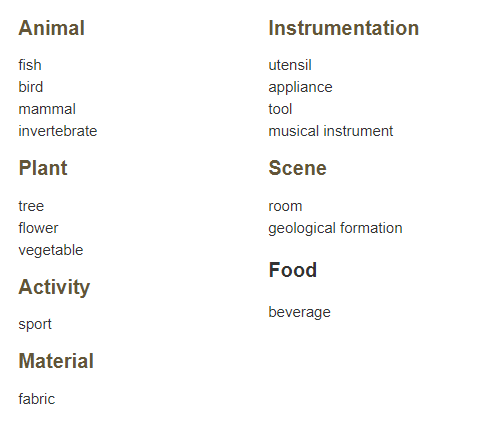 Animal
fish
bird
mammal
invertebrate
Plant
tree
flower
vegetable
Activity
sport
Material
fabric
Instrumentation
utensil
appliance
tool
musical instrument
Scene
room
geological formation
Food
beverage